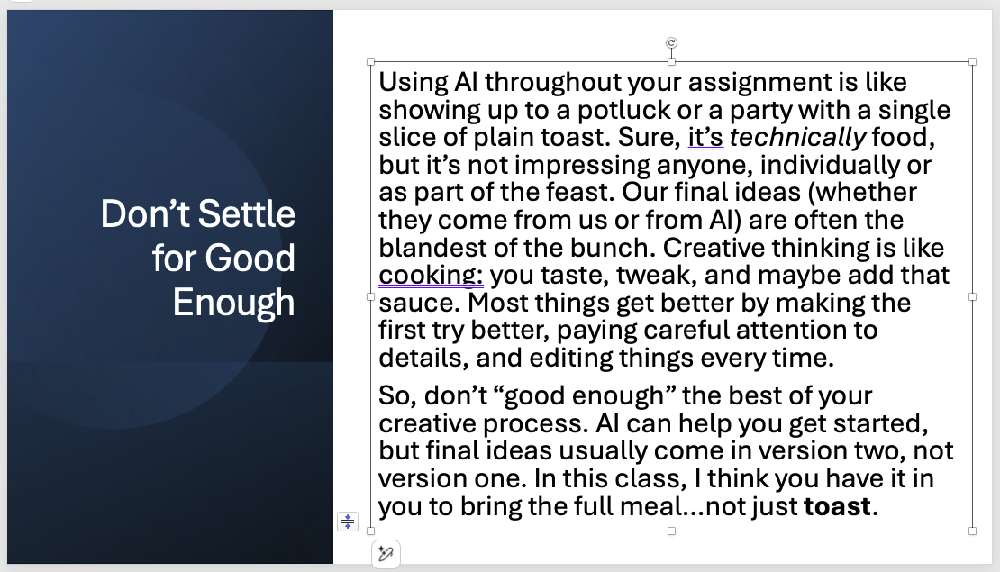 Don’t Settle
for Good
Enough
Using AI throughout your assignment is like
showing up to a potluck or a party with a single
slice of plain toast. Sure, it’s technically food,
but it’s not impressing anyone, individually or
as part of the feast. Our final ideas (whether
they come from us or from AI) are often the
blandest of the bunch. Creative thinking is like
cooking: you taste, tweak, and maybe add that
sauce. Most things get better by making the
first try better, paying careful attention to
details, and editing things every time.
So, don’t “good enough” the best of your
creative process. AI can help you get started,
but final ideas usually come in version two, not
version one. In this class, I think you have it in
you to bring the full meal…not just toast.